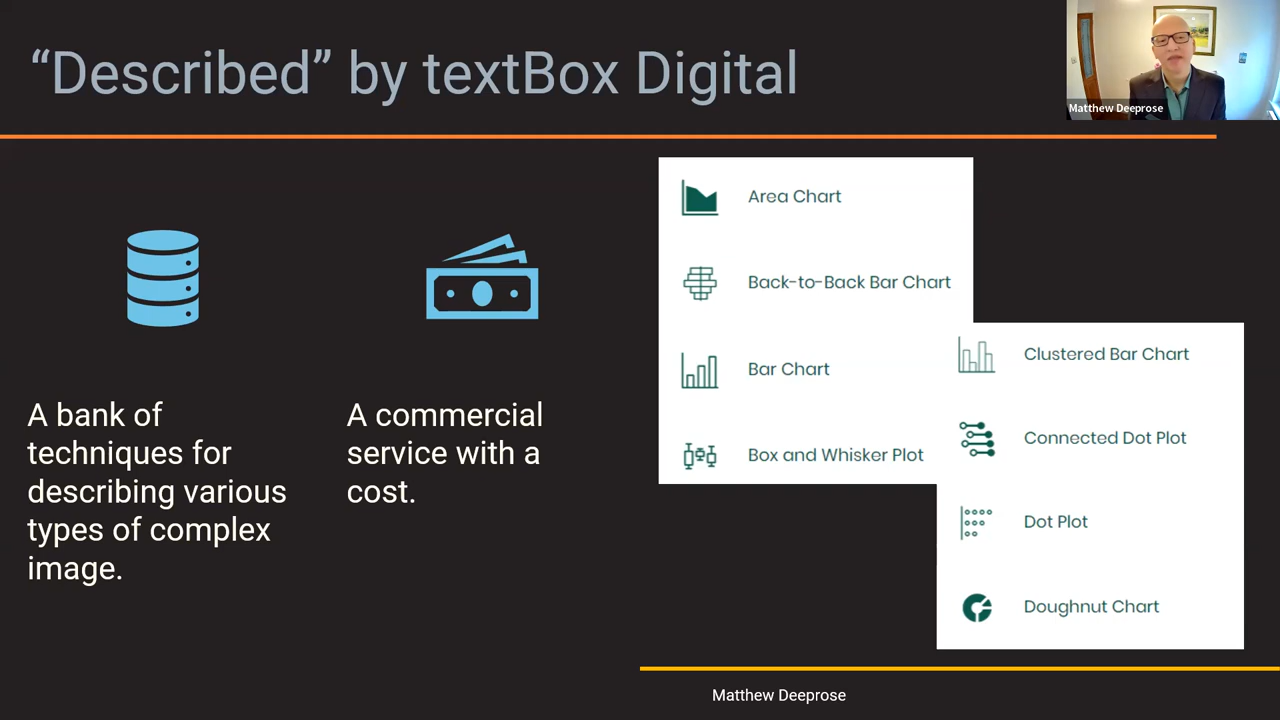 “Described” by textBox Digital
Matthew Deeprose
A bank of
techniques for
describing various
types of complex
image.
A commercial
service with a
cost.
Area Chart
Back-to-Back Bar Chart
Bar Chart
Box and Whisker Plot
Clustered Bar Chart
Connected Dot Plot
Dot Plot
Doughnut Chart
Matthew Deeprose